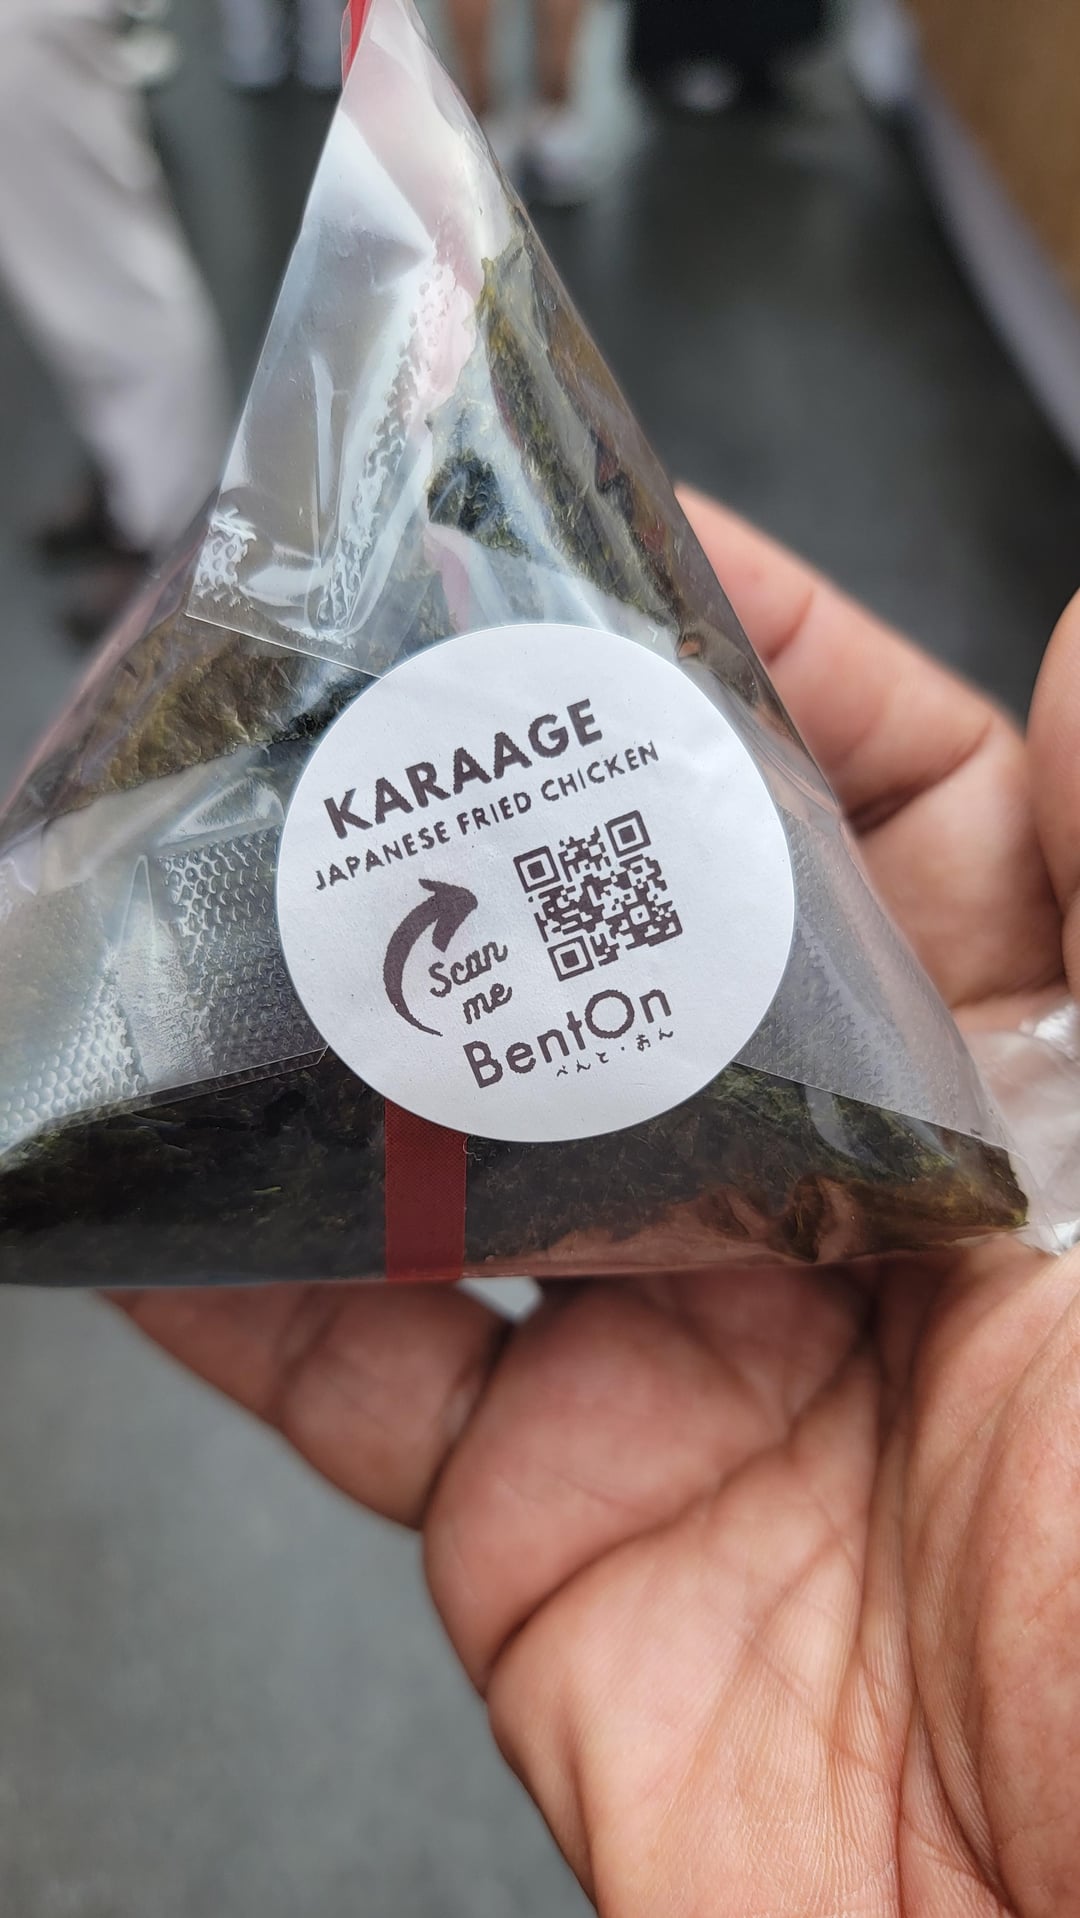 KARAAGE
JAPANESE FRIED CHICKEN
Scan
me
BentOn
べんと・おん